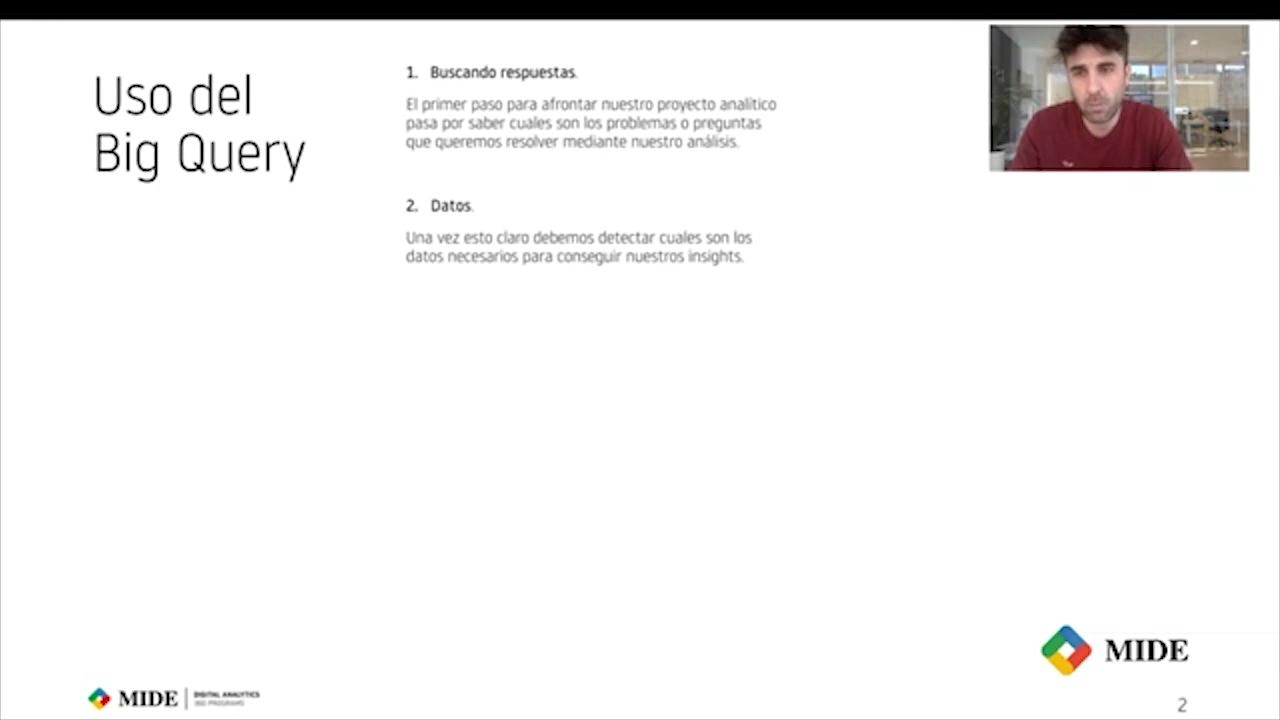 Uso del
Big Query
1. Buscando respuestas.
El primer paso para afrontar nuestro proyecto analítico
pasa por saber cuales son los problemas o preguntas
que queremos resolver mediante nuestro análisis.
2. Datos.
Una vez esto claro debemos detectar cuales son los
datos necesarios para conseguir nuestros insights.
MIDE
MIDE
DIGITAL ANALYTICS
360 PROGRAMS
2